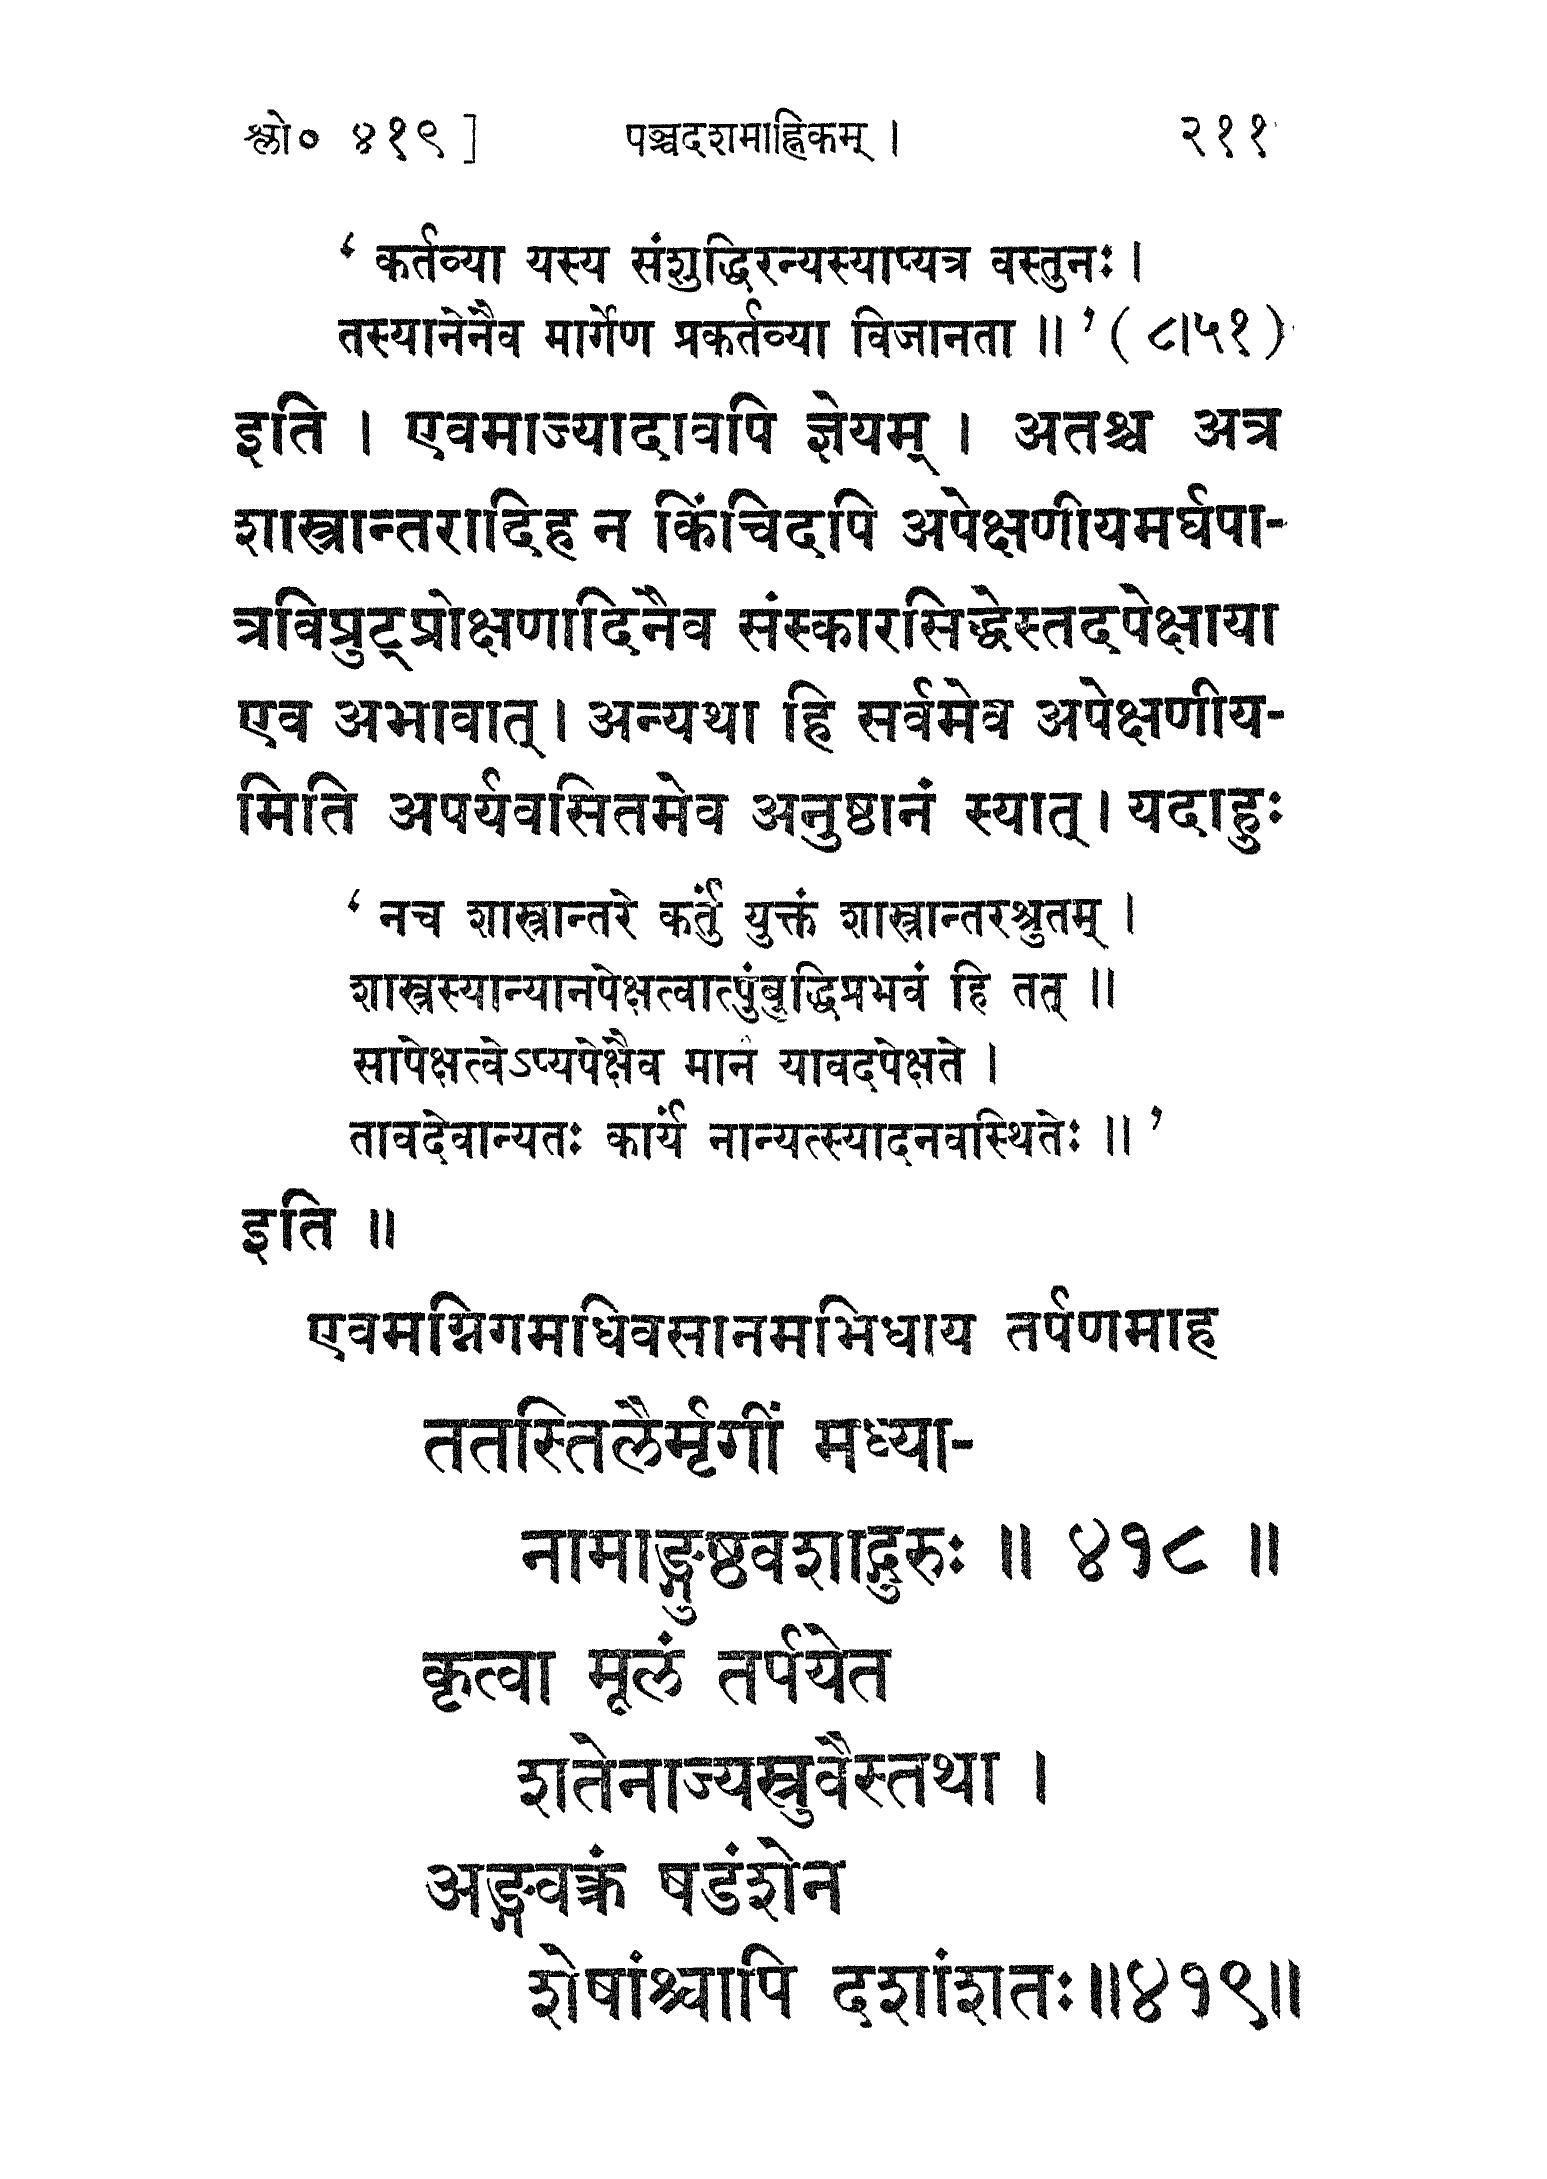 श्लो० ४१९ ] पञ्चदशमाह्निकम् । २११
‘ कर्तव्या यस्य संशुद्धिरन्यस्याप्यत्र वस्तुनः ।
तस्यानेनैव मार्गेण प्रकर्तव्या विजानता ॥ ’ ( ८।५१ )
इति । एवमाज्यादावपि ज्ञेयम् । अतश्च अत्र
शास्त्रान्तरादिह न किंचिदपि अपेक्षणीयमर्घपा-
त्रविप्रुट्प्रोक्षणादिनैव संस्कारसिद्धेस्तदपेक्षाया
एव अभावात् । अन्यथा हि सर्वमेव अपेक्षणीय-
मिति अपर्यवसितमेव अनुष्ठानं स्यात् । यदाहुः
‘ नच शास्त्रान्तरे कर्तुं युक्तं शास्त्रान्तरश्रुतम् ।
शास्त्रस्यान्यानपेक्षत्वात्पुंबुद्धिप्रभवं हि तत् ॥
सापेक्षत्वेऽप्यपेक्षैव मानं यावदपेक्षते ।
तावदेवान्यतः कार्यं नान्यत्स्यादनवस्थितेः ॥ ’
इति ॥
एवमग्निगमाधिवसानमभिधाय तर्पणमाह
ततस्तिलैर्मृगीं मध्या-
नामाङ्गुष्ठवशाद्गुरुः ॥ ४१८ ॥
कृत्वा मूलं तर्पयेत
शतेनाज्यस्रुवैस्तथा ।
अङ्गवक्त्रं षडंशेन
शेषांश्चापि दशांशतः॥४१९॥